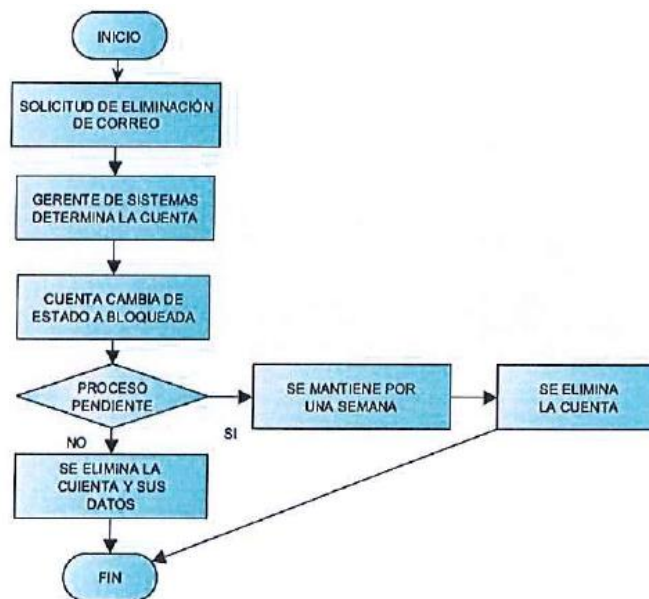 INICIO
SOLICITUD DE ELIMINACIÓN
DE CORREO
GERENTE DE SISTEMAS
DETERMINA LA CUENTA
CUENTA CAMBIA DE
ESTADO A BLOQUEADA
PROCESO
PENDIENTE
SE MANTIENE POR
UNA SEMANA
SE ELIMINA
LA CUENTA
SI
NO
SE ELIMINA LA
CUIENTA Y SUS
DATOS
FIN